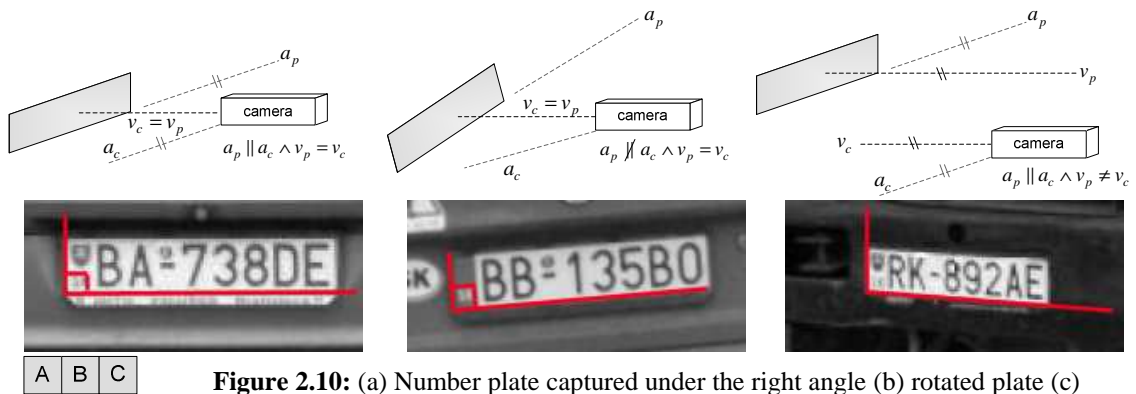 a_p
camera
v_c = v_p
a_c
a_p || a_c ∧ v_p = v_c
a_p
camera
v_c = v_p
a_c
a_p ∦ a_c ∧ v_p = v_c
a_p
v_p
v_c
camera
a_c
a_p || a_c ∧ v_p ≠ v_c
BA 738DE
K
BB 135BO
RK-892AE
A B C
Figure 2.10: (a) Number plate captured under the right angle (b) rotated plate (c)